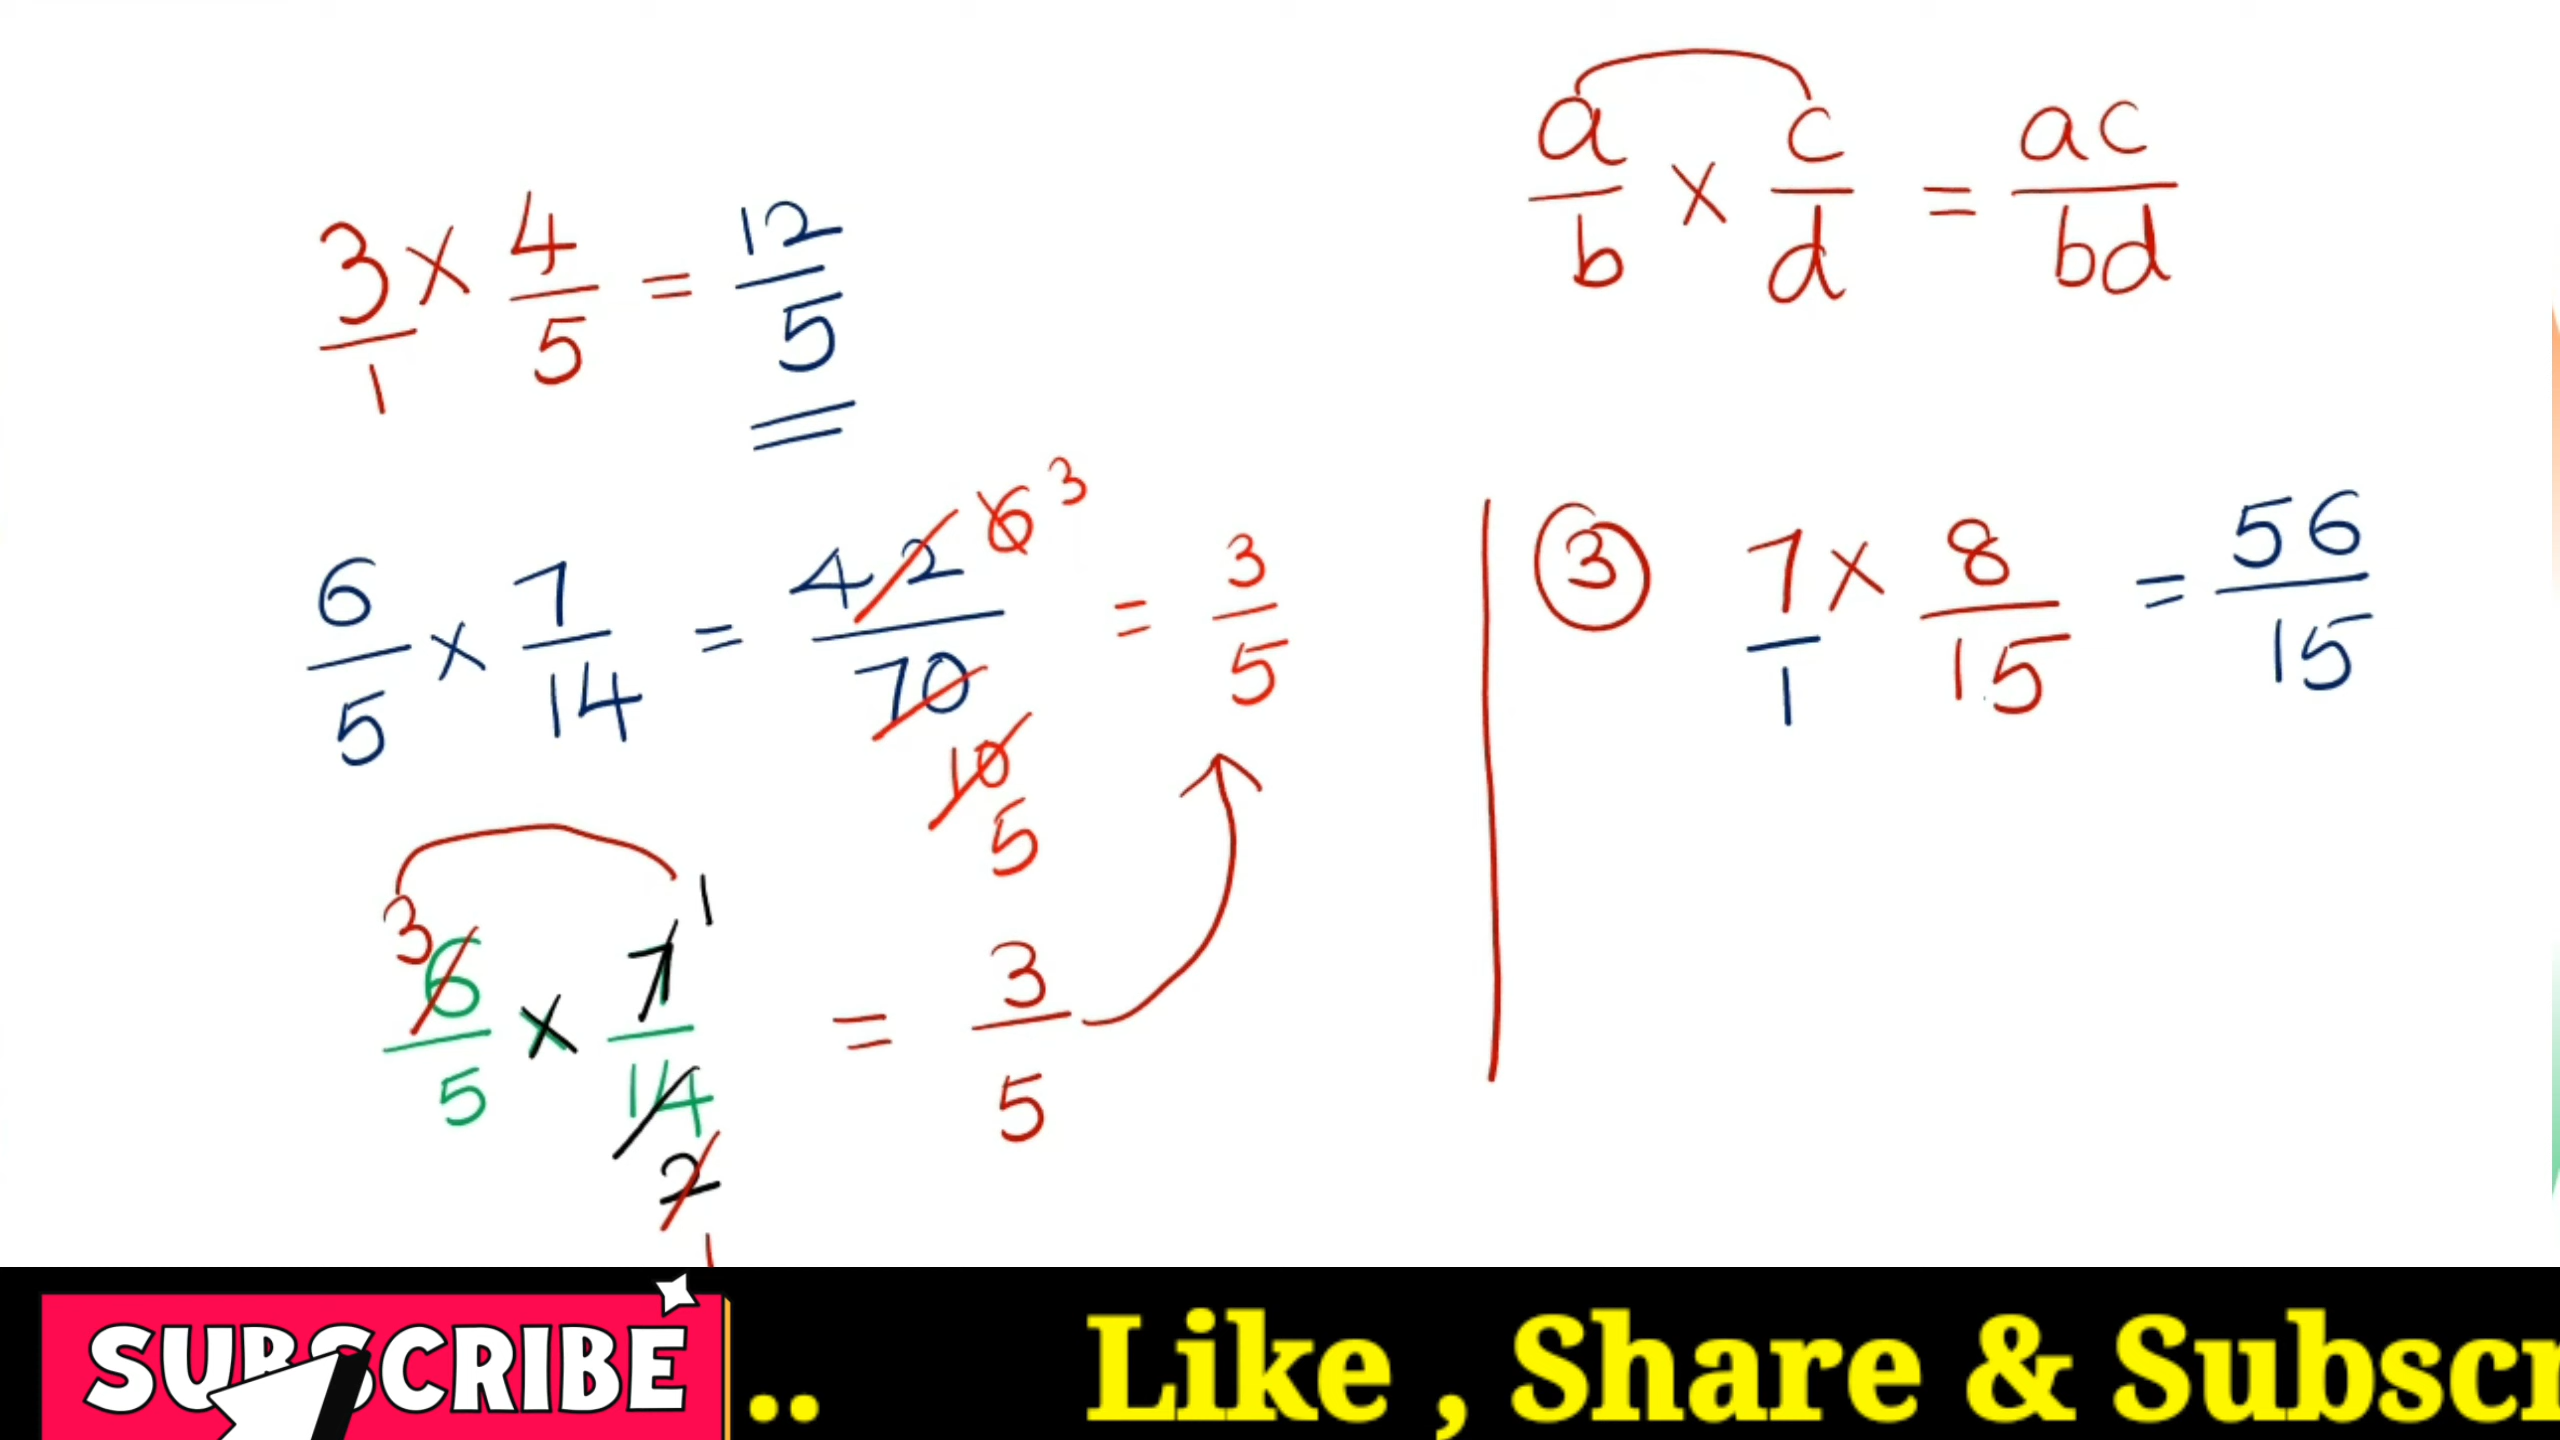 a/b × c/d = ac/bd
3/1 × 4/5 = 12/5
6/5 × 7/14 = 42/70 6 3 10 5 = 3/5
③ 7/1 × 8/15 = 56/15
3 6/5 × 7/14 1 2 1 = 3/5
SUBSCRIBE .. Like , Share & Subscr